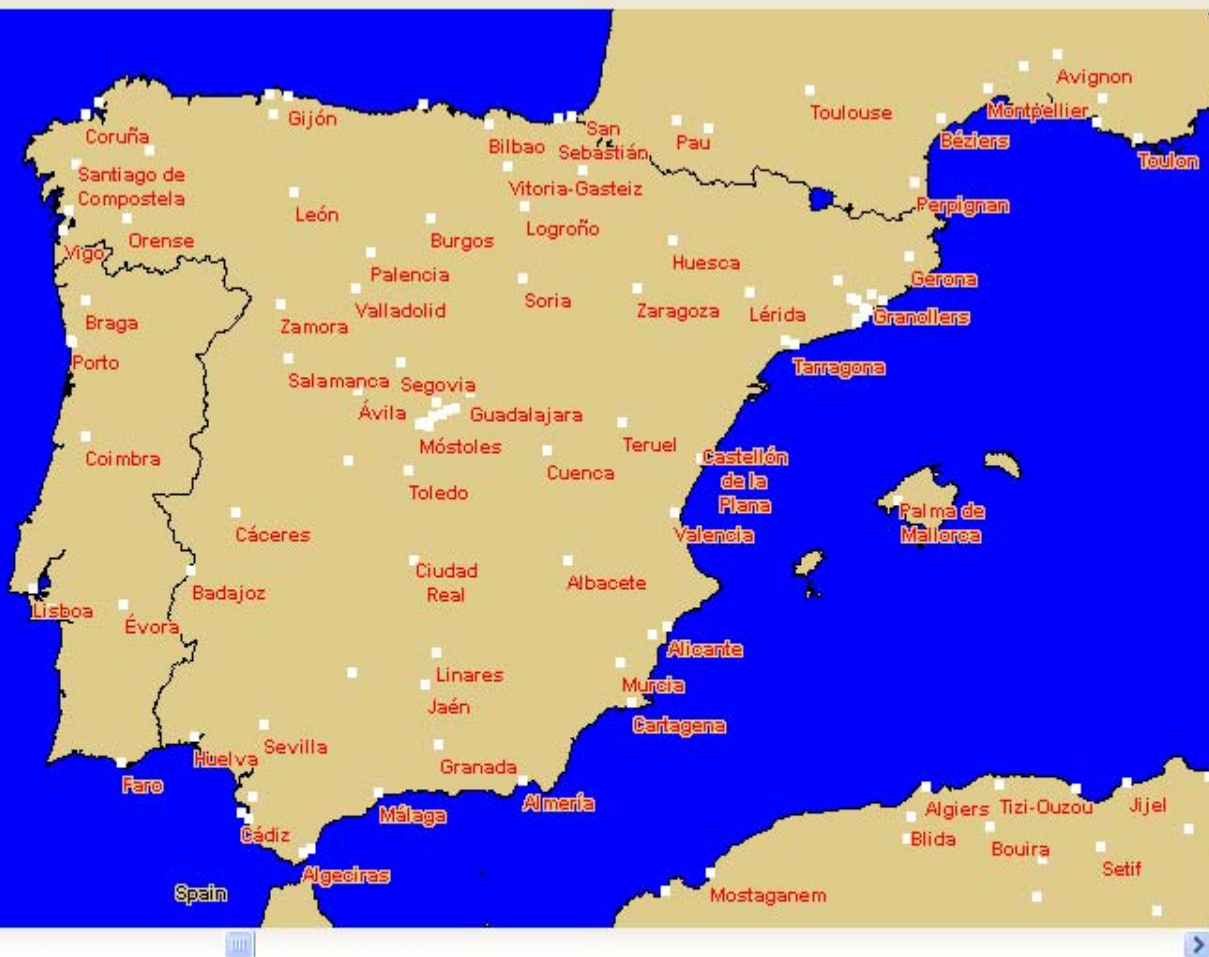 Avignon
Toulouse
Montpellier
Gijón
Coruña
San
Sebastián
Bilbao
Pau
Béziers
Toulon
Santiago de
Compostela
Vitoria-Gasteiz
León
Logroño
Perpignan
Vigo
Orense
Burgos
Huesca
Palencia
Gerona
Soria
Valladolid
Zaragoza
Lérida
Granollers
Braga
Zamora
Porto
Tarragona
Salamanca
Segovia
Ávila
Guadalajara
Móstoles
Teruel
Coimbra
Castellón
de la
Plana
Cuenca
Toledo
Palma de
Mallorca
Cáceres
Valencia
Ciudad
Real
Albacete
Badajoz
Lisboa
Évora
Alicante
Linares
Murcia
Jaén
Cartagena
Sevilla
Huelva
Granada
Faro
Almería
Málaga
Algiers
Tizi-Ouzou
Jijel
Cádiz
Blida
Bouira
Setif
Algeciras
Spain
Mostaganem